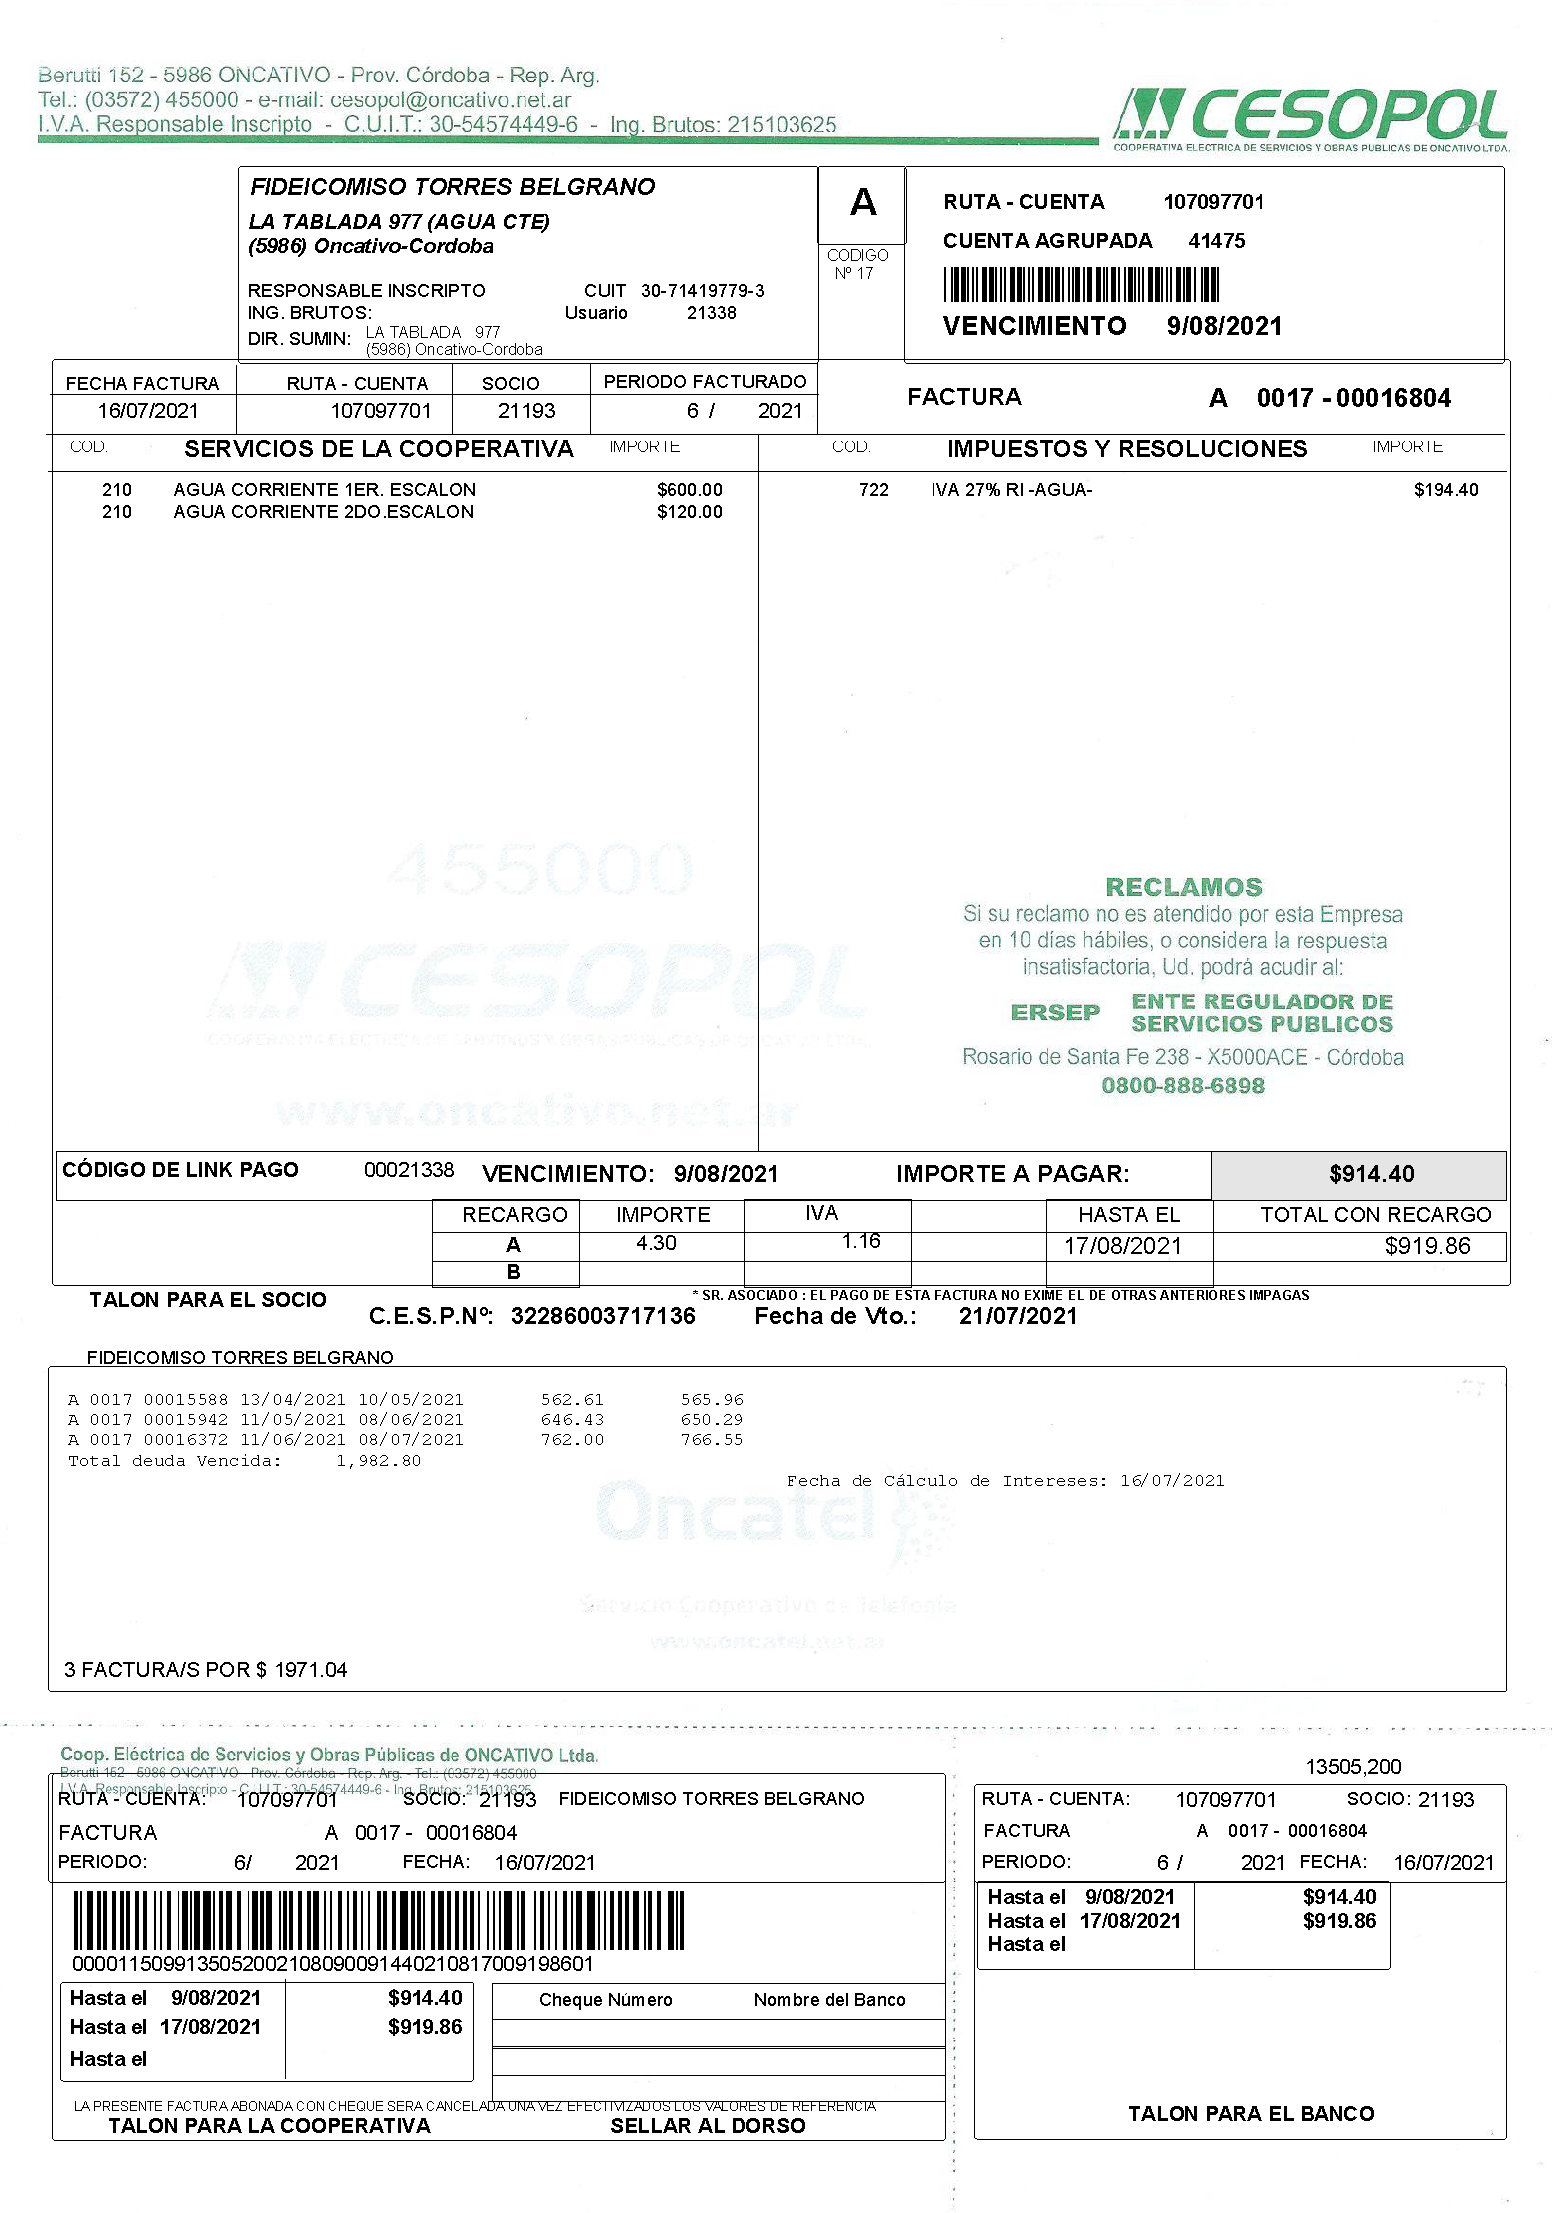 Berutti 152 - 5986 ONCATIVO - Prov. Córdoba - Rep. Arg.
Tel.: (03572) 455000 - e-mail: cesopol@oncativo.net.ar
I.V.A. Responsable Inscripto - C.U.I.T.: 30-54574449-6 - Ing. Brutos: 215103625
CESOPOL
COOPERATIVA ELECTRICA DE SERVICIOS Y OBRAS PUBLICAS DE ONCATIVO LTDA.
FIDEICOMISO TORRES BELGRANO
LA TABLADA 977 (AGUA CTE)
(5986) Oncativo-Cordoba
RESPONSABLE INSCRIPTO CUIT 30-71419779-3
ING. BRUTOS: Usuario 21338
DIR. SUMIN: LA TABLADA 977
(5986) Oncativo-Cordoba
A
CODIGO
Nº 17
RUTA - CUENTA 107097701
CUENTA AGRUPADA 41475
VENCIMIENTO 9/08/2021
FECHA FACTURA RUTA - CUENTA SOCIO PERIODO FACTURADO
16/07/2021 107097701 21193 6 / 2021
FACTURA A 0017 - 00016804
COD. SERVICIOS DE LA COOPERATIVA IMPORTE COD. IMPUESTOS Y RESOLUCIONES IMPORTE
210 AGUA CORRIENTE 1ER. ESCALON $600.00 722 IVA 27% RI -AGUA- $194.40
210 AGUA CORRIENTE 2DO.ESCALON $120.00
455000
CESOPOL
COOPERATIVA ELECTRICA DE SERVICIOS Y OBRAS PUBLICAS DE ONCATIVO LTDA.
www.oncativo.net.ar
RECLAMOS
Si su reclamo no es atendido por esta Empresa
en 10 días hábiles, o considera la respuesta
insatisfactoria, Ud. podrá acudir al:
ERSEP ENTE REGULADOR DE
SERVICIOS PUBLICOS
Rosario de Santa Fe 238 - X5000ACE - Córdoba
0800-888-6898
CÓDIGO DE LINK PAGO 00021338 VENCIMIENTO: 9/08/2021 IMPORTE A PAGAR: $914.40
RECARGO IMPORTE IVA HASTA EL TOTAL CON RECARGO
A 4.30 1.16 17/08/2021 $919.86
B
TALON PARA EL SOCIO * SR. ASOCIADO : EL PAGO DE ESTA FACTURA NO EXIME EL DE OTRAS ANTERIORES IMPAGAS
C.E.S.P.Nº: 32286003717136 Fecha de Vto.: 21/07/2021
FIDEICOMISO TORRES BELGRANO
A 0017 00015588 13/04/2021 10/05/2021 562.61 565.96
A 0017 00015942 11/05/2021 08/06/2021 646.43 650.29
A 0017 00016372 11/06/2021 08/07/2021 762.00 766.55
Total deuda Vencida: 1,982.80
Fecha de Cálculo de Intereses: 16/07/2021
Oncatel
Servicio Cooperativo de Telefonía
www.oncatel.net.ar
3 FACTURA/S POR $ 1971.04
Coop. Eléctrica de Servicios y Obras Públicas de ONCATIVO Ltda.
Berutti 152 - 5986 ONCATIVO - Prov. Córdoba - Rep. Arg. - Tel.: (03572) 455000
I.V.A. Responsable Inscripto - C.U.I.T.: 30-54574449-6 - Ing. Brutos: 215103625
RUTA - CUENTA: 107097701 SOCIO: 21193 FIDEICOMISO TORRES BELGRANO
FACTURA A 0017 - 00016804
PERIODO: 6/ 2021 FECHA: 16/07/2021
00001150991350520021080900914402108170091 98601
Hasta el 9/08/2021 $914.40
Hasta el 17/08/2021 $919.86
Hasta el
Cheque Número Nombre del Banco
LA PRESENTE FACTURA ABONADA CON CHEQUE SERA CANCELADA UNA VEZ EFECTIVIZADOS LOS VALORES DE REFERENCIA
TALON PARA LA COOPERATIVA SELLAR AL DORSO
13505,200
RUTA - CUENTA: 107097701 SOCIO: 21193
FACTURA A 0017 - 00016804
PERIODO: 6 / 2021 FECHA: 16/07/2021
Hasta el 9/08/2021 $914.40
Hasta el 17/08/2021 $919.86
Hasta el
TALON PARA EL BANCO